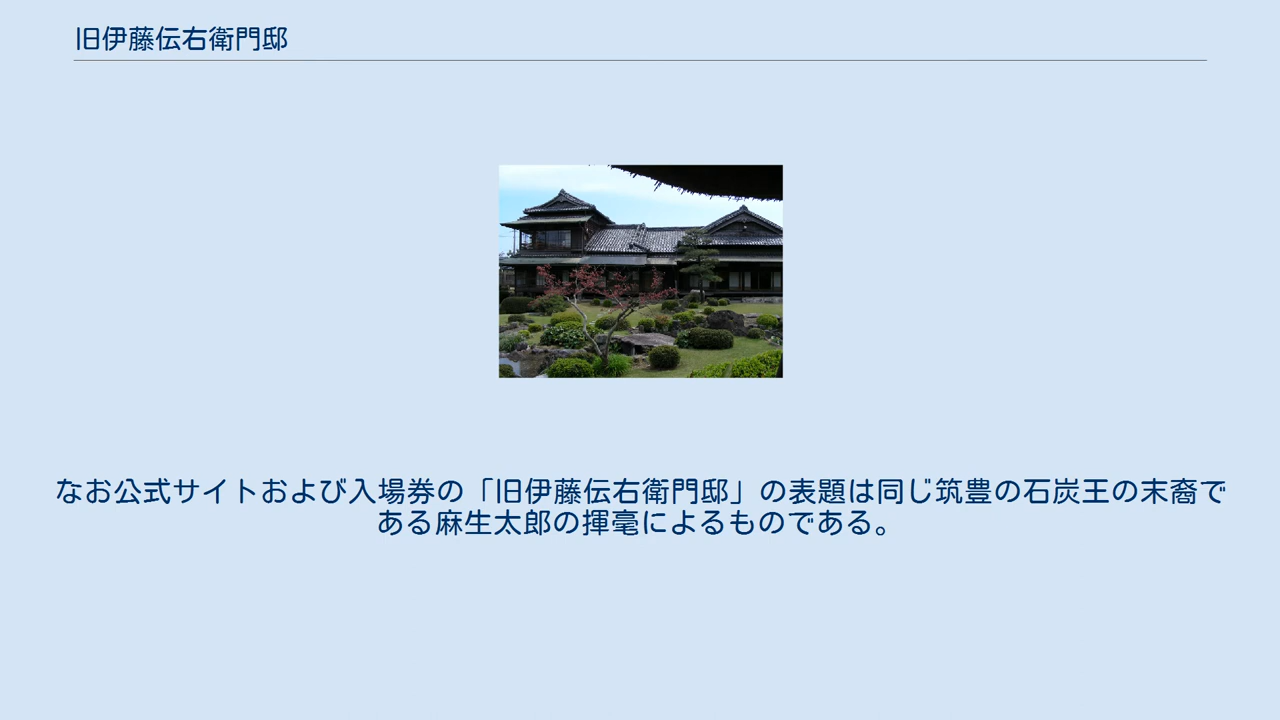 旧伊藤伝右衛門邸
なお公式サイトおよび入場券の「旧伊藤伝右衛門邸」の表題は同じ筑豊の石炭王の末裔で
ある麻生太郎の揮毫によるものである。